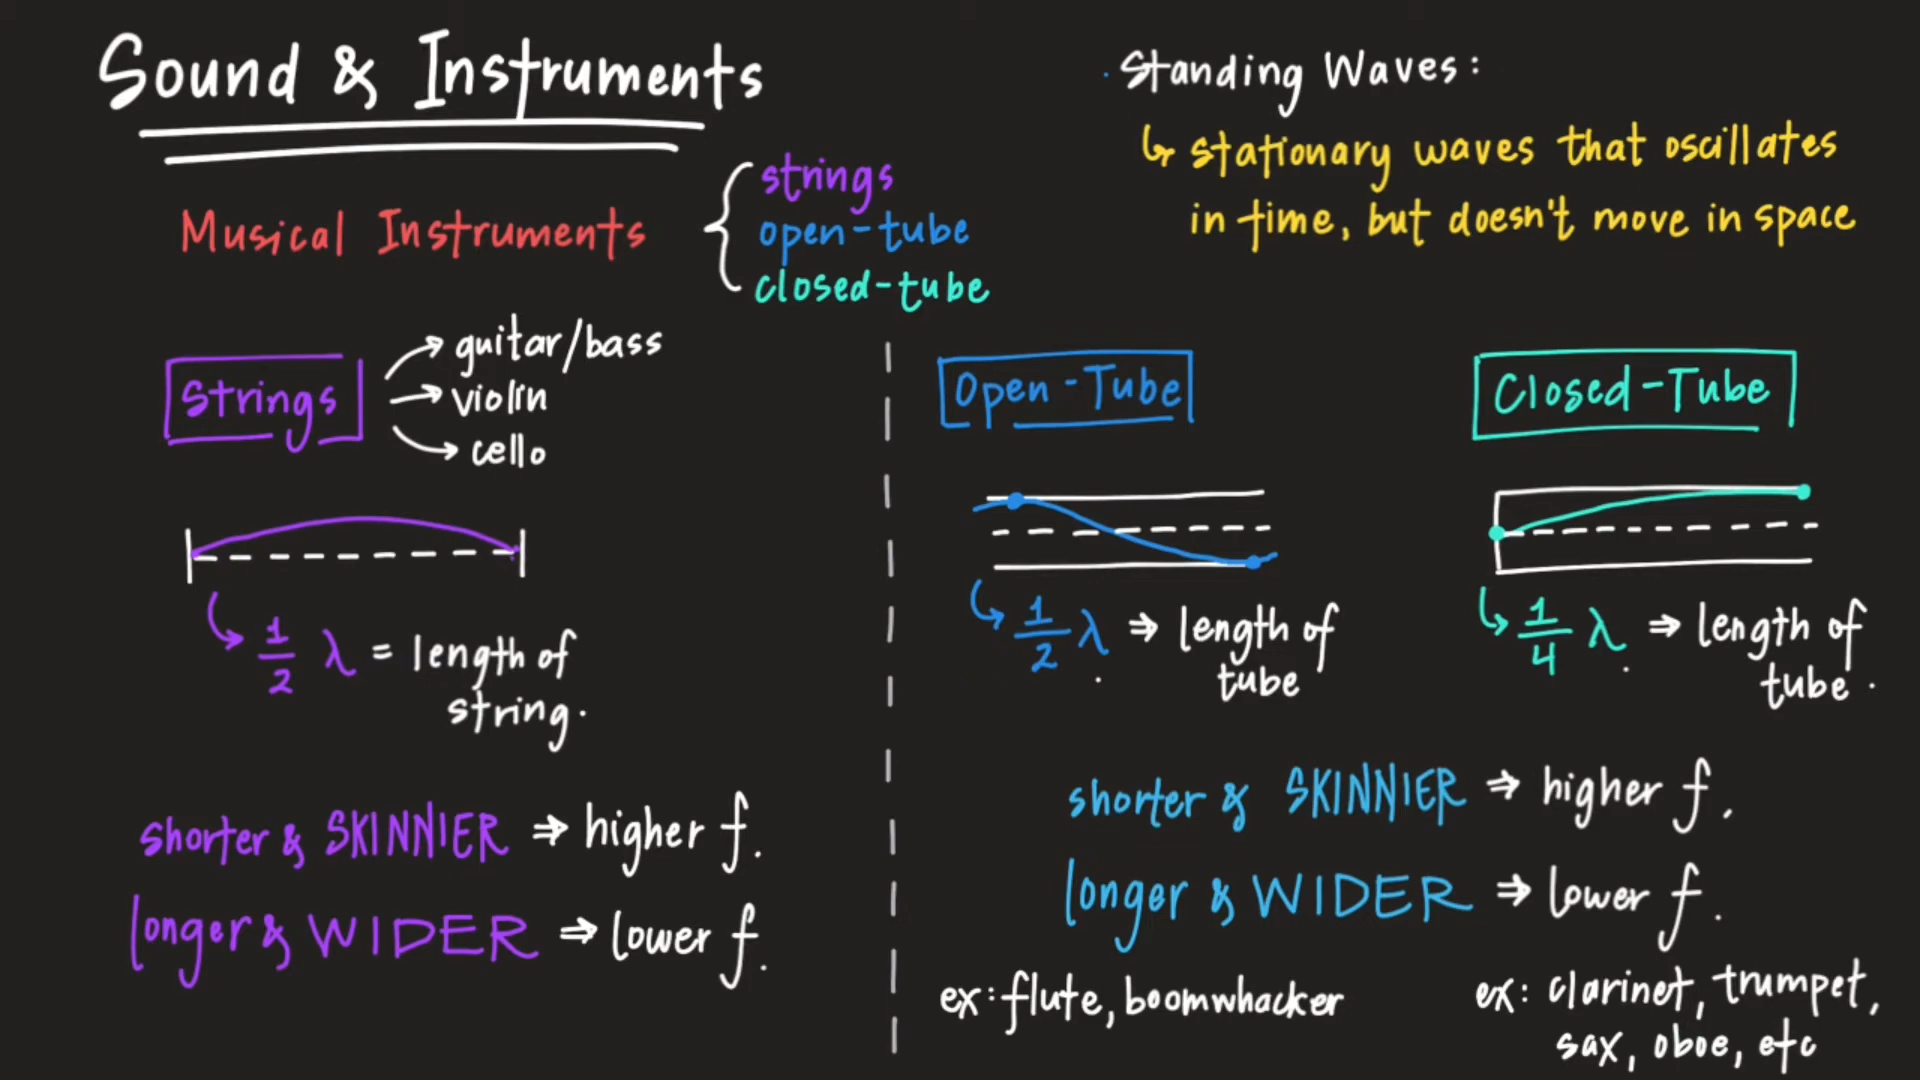 Sound & Instruments
Musical Instruments
strings
open-tube
closed-tube
Standing Waves:
↳ stationary waves that oscillates
in time, but doesn't move in space
Strings
guitar/bass
violin
cello
1/2 λ = length of
string.
shorter & SKINNIER ⇒ higher f.
longer & WIDER ⇒ lower f.
Open-Tube
1/2 λ ⇒ length of
tube
Closed-Tube
1/4 λ ⇒ length of
tube.
shorter & SKINNIER ⇒ higher f.
longer & WIDER ⇒ lower f.
ex: flute, boomwhacker
ex: clarinet, trumpet,
sax, oboe, etc